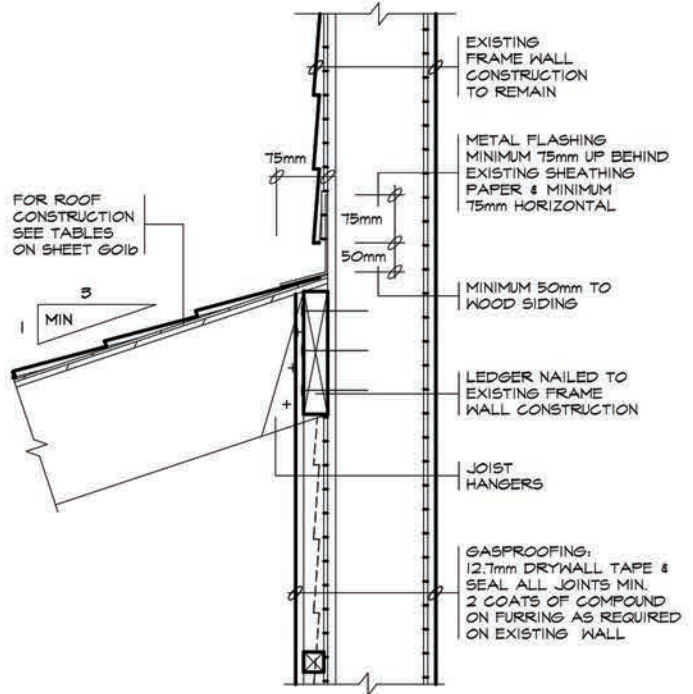 EXISTING
FRAME WALL
CONSTRUCTION
TO REMAIN
METAL FLASHING
MINIMUM 75mm UP BEHIND
EXISTING SHEATHING
PAPER & MINIMUM
75mm HORIZONTAL
75mm
FOR ROOF
CONSTRUCTION
SEE TABLES
ON SHEET G01b
75mm
50mm
3
1
MIN
MINIMUM 50mm TO
WOOD SIDING
LEDGER NAILED TO
EXISTING FRAME
WALL CONSTRUCTION
JOIST
HANGERS
GASPROOFING:
12.7mm DRYWALL TAPE &
SEAL ALL JOINTS MIN.
2 COATS OF COMPOUND
ON FURRING AS REQUIRED
ON EXISTING WALL